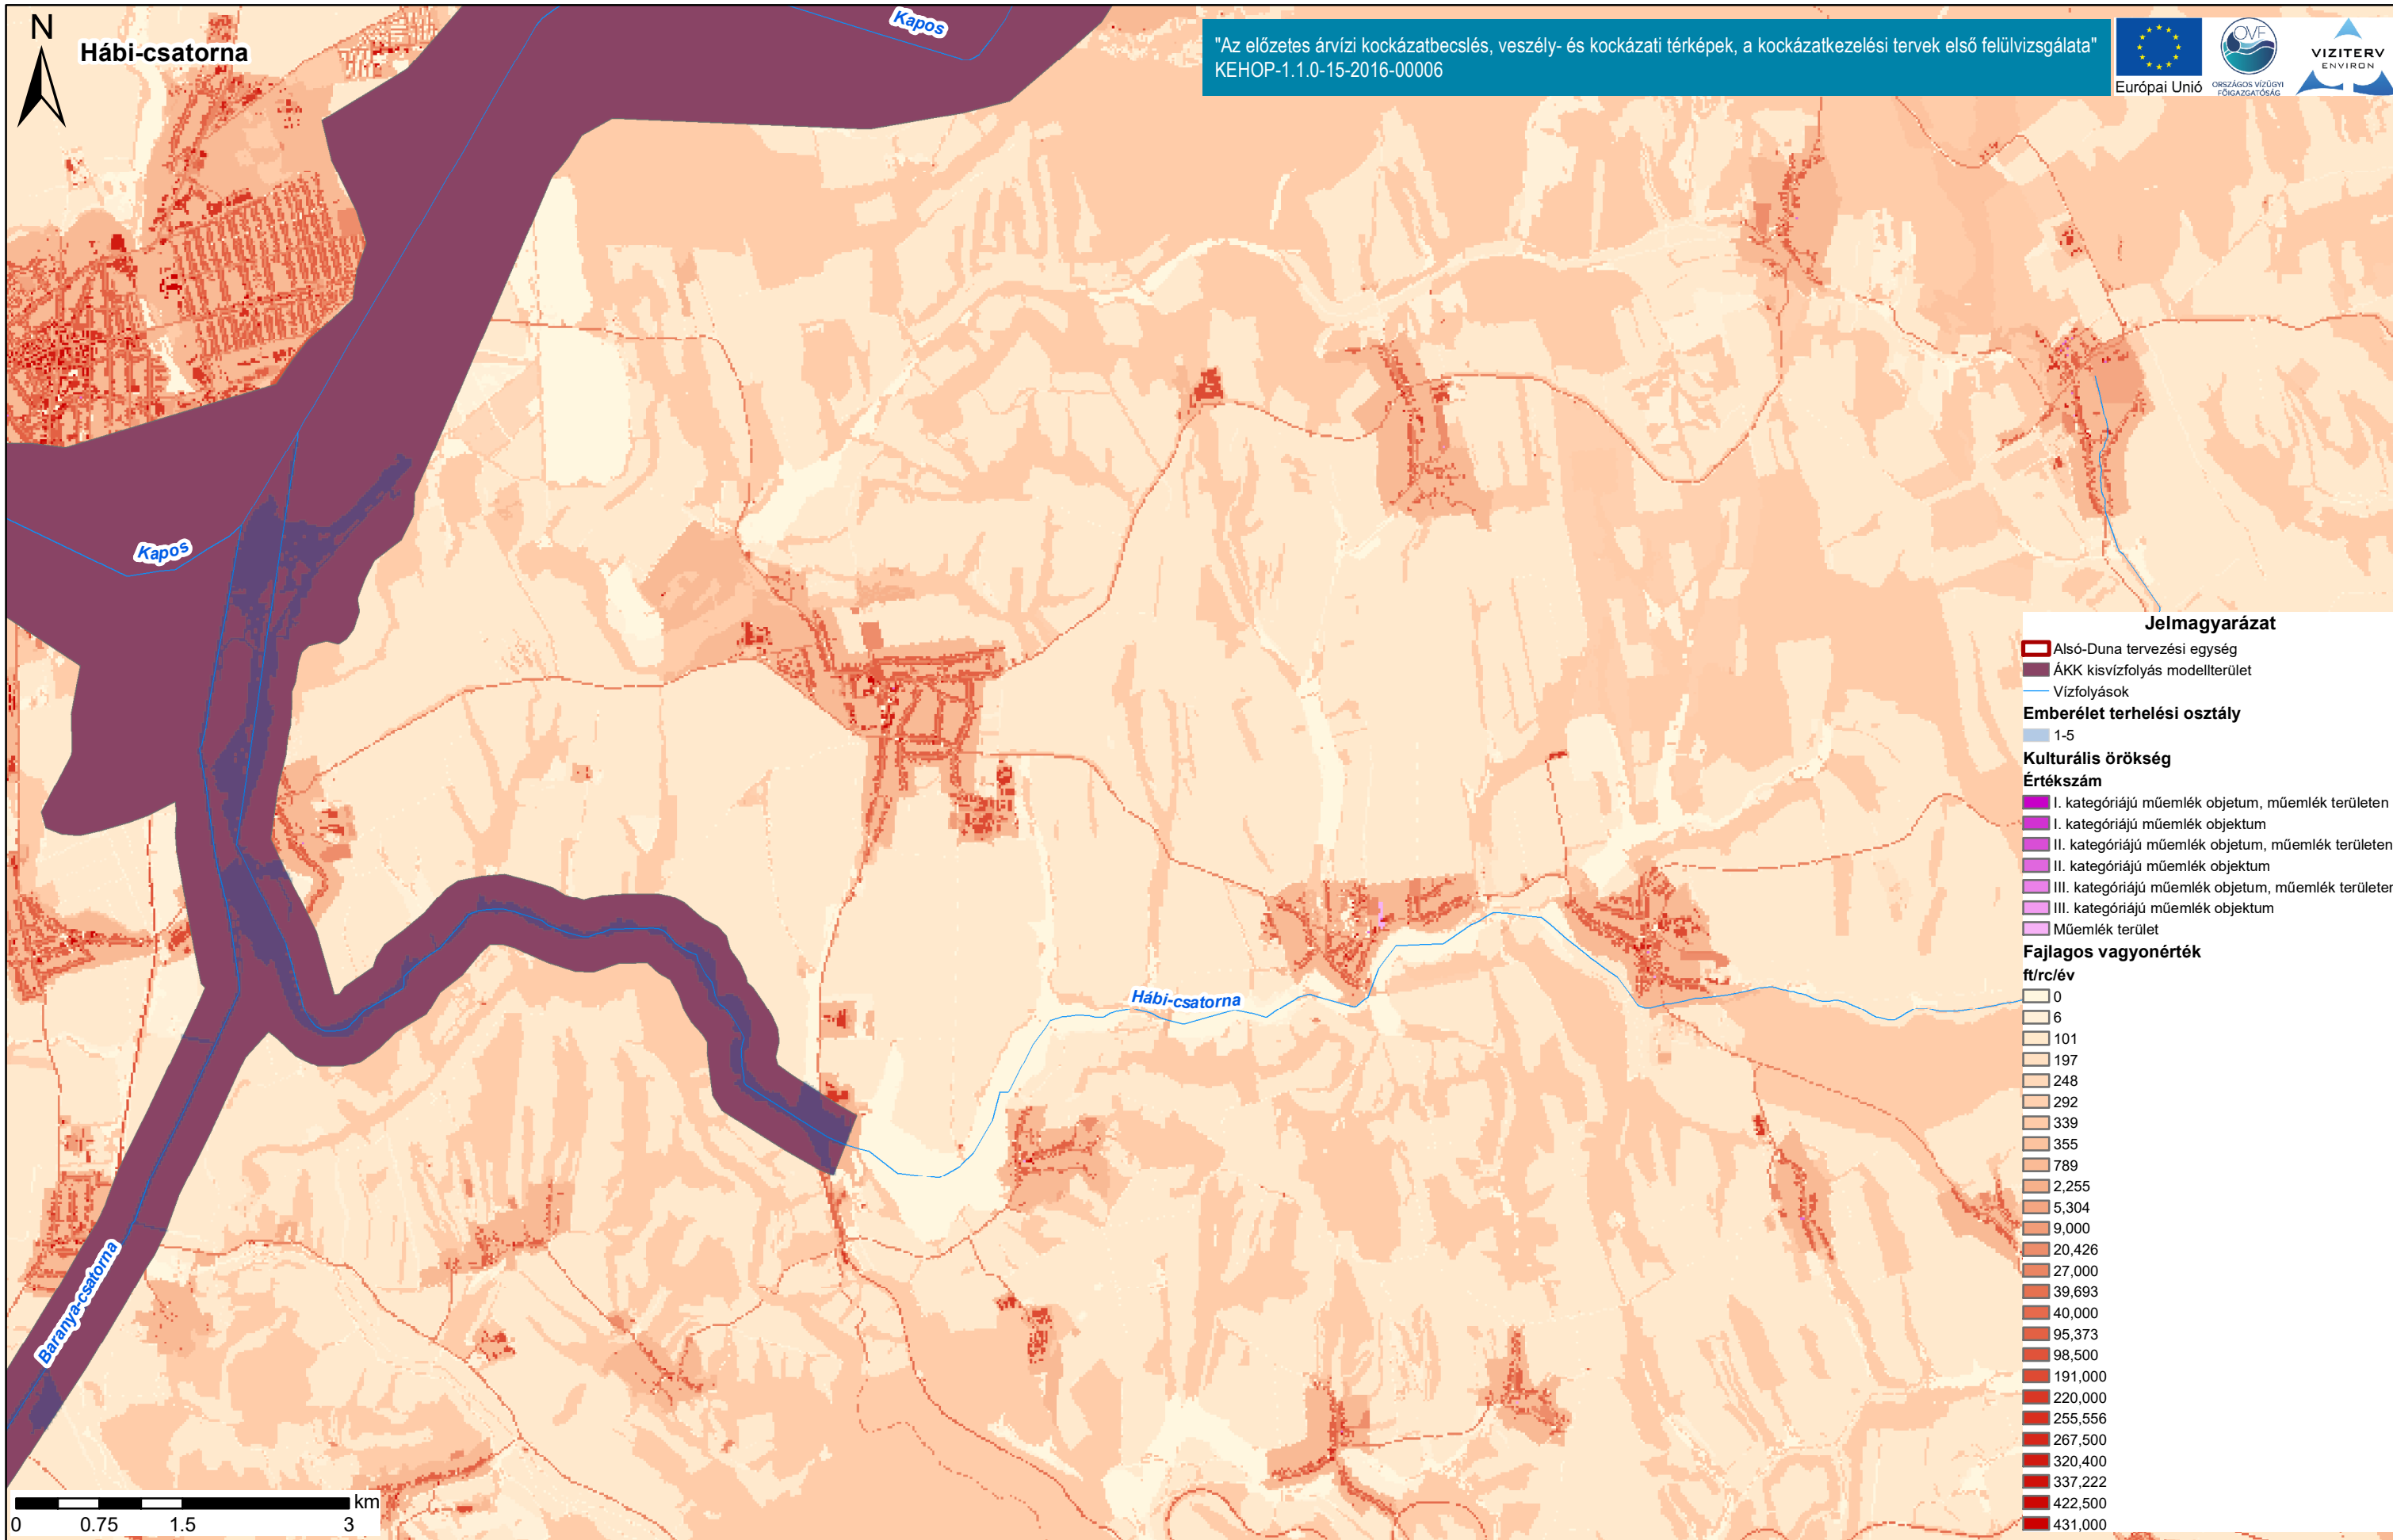 N
Hábi-csatorna
Kapos
"Az előzetes árvízi kockázatbecslés, veszély- és kockázati térképek, a kockázatkezelési tervek első felülvizsgálata"
KEHOP-1.1.0-15-2016-00006
Európai Unió
OVF
ORSZÁGOS VÍZÜGYI
FŐIGAZGATÓSÁG
VIZITERV
ENVIRON
Kapos
Hábi-csatorna
Baranya-csatorna
Jelmagyarázat
Alsó-Duna tervezési egység
ÁKK kisvízfolyás modellterület
Vízfolyások
Emberélet terhelési osztály
1-5
Kulturális örökség
Értékszám
I. kategóriájú műemlék objetum, műemlék területen
I. kategóriájú műemlék objektum
II. kategóriájú műemlék objetum, műemlék területen
II. kategóriájú műemlék objektum
III. kategóriájú műemlék objetum, műemlék területen
III. kategóriájú műemlék objektum
Műemlék terület
Fajlagos vagyonérték
ft/rc/év
0
6
101
197
248
292
339
355
789
2,255
5,304
9,000
20,426
27,000
39,693
40,000
95,373
98,500
191,000
220,000
255,556
267,500
320,400
337,222
422,500
431,000
km
0 0.75 1.5 3